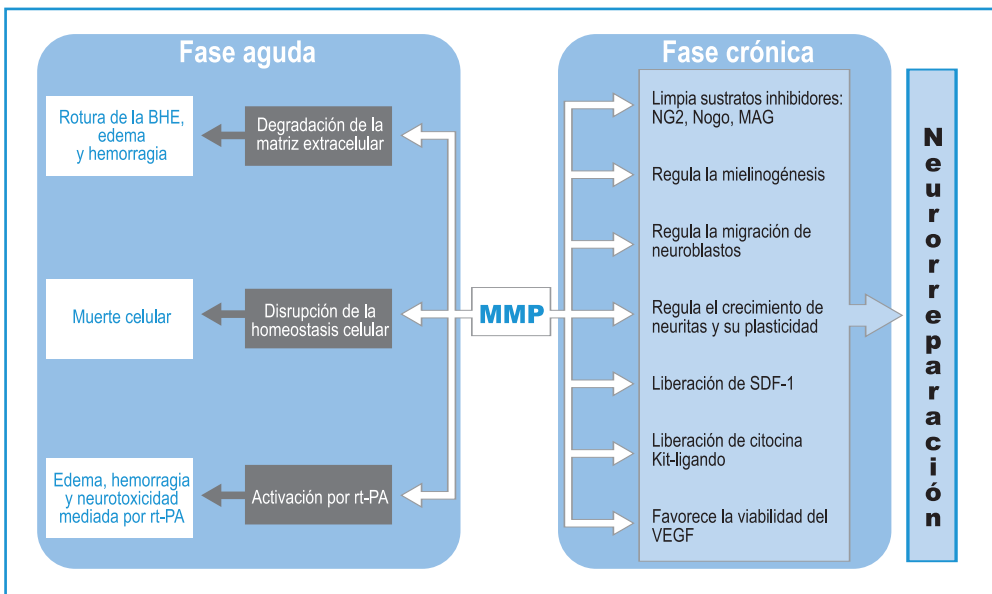 Fase aguda
Rotura de la BHE,
edema
y hemorragia
Degradación de la
matriz extracelular
Muerte celular
Disrupción de la
homeostasis celular
Edema, hemorragia
y neurotoxicidad
mediada por rt-PA
Activación por rt-PA
MMP
Fase crónica
Limpia sustratos inhibidores:
NG2, Nogo, MAG
Regula la mielinogénesis
Regula la migración de
neuroblastos
Regula el crecimiento de
neuritas y su plasticidad
Liberación de SDF-1
Liberación de citocina
Kit-ligando
Favorece la viabilidad del
VEGF
Neurorreparación